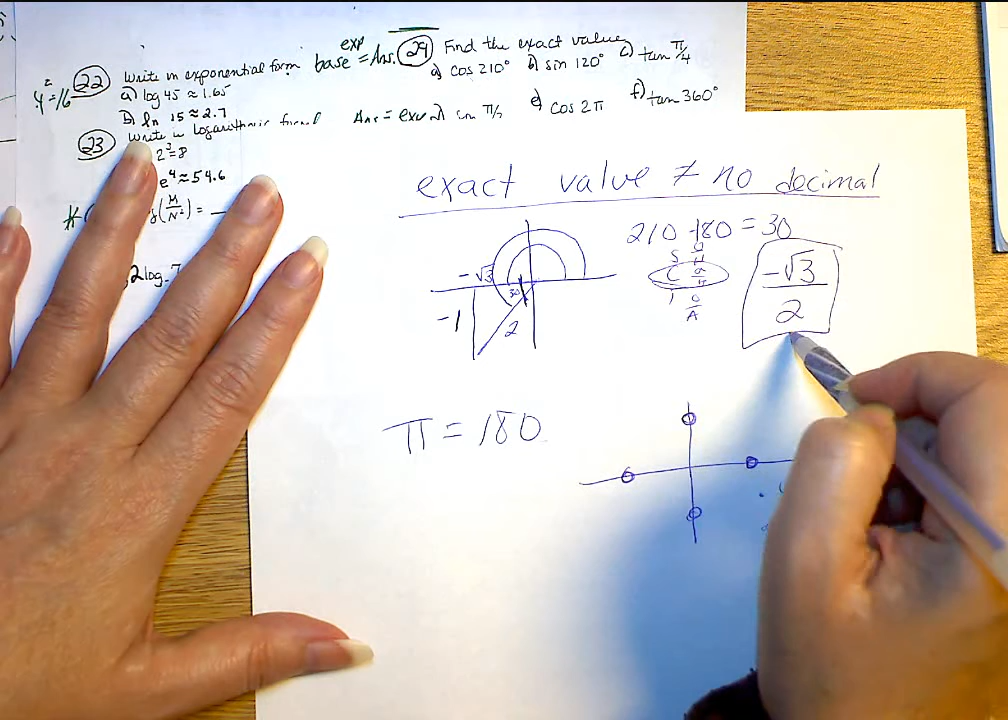 exp
base = Ans.
y² = 16
22 Write in exponential form
a) log 45 ≈ 1.65
b) ln 15 ≈ 2.7
23 Write in logarithmic form
2³=8
e⁴ ≈ 54.6
(M/N²) =
2log 7
29 Find the exact value
a) cos 210° b) sin 120° c) tan π/4
Ans = exp
e) cos 2π f) tan 360°
exact value ≠ no decimal
210 - 180 = 30
-√3
-1
30
2
S O H
C A H
T O A
-√3
2
π = 180